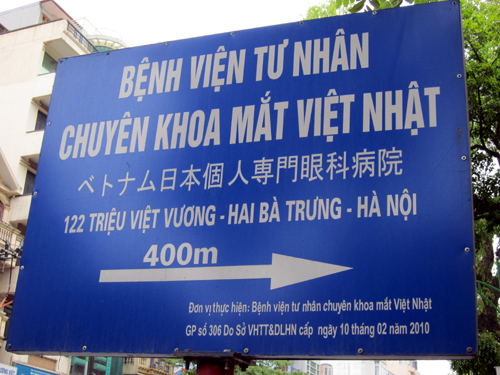 BỆNH VIỆN TƯ NHÂN
CHUYÊN KHOA MẮT VIỆT NHẬT
ベトナム日本個人専門眼科病院
122 TRIỆU VIỆT VƯƠNG - HAI BÀ TRƯNG - HÀ NỘI
400m
Đơn vị thực hiện: Bệnh viện tư nhân chuyên khoa mắt Việt Nhật
GP số 306 Do Sở VHTT&DLHN cấp ngày 10 tháng 02 năm 2010